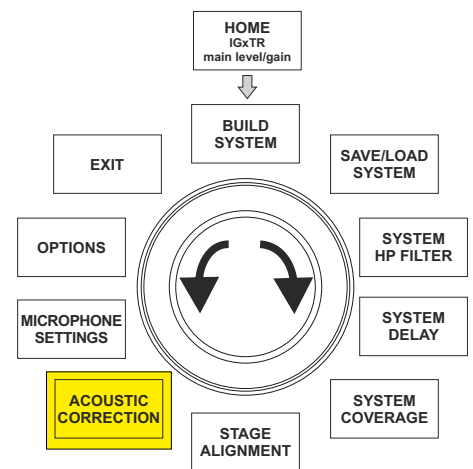 HOME
IGxTR
main level/gain
BUILD
SYSTEM
EXIT
SAVE/LOAD
SYSTEM
OPTIONS
SYSTEM
HP FILTER
MICROPHONE
SETTINGS
SYSTEM
DELAY
ACOUSTIC
CORRECTION
SYSTEM
COVERAGE
STAGE
ALIGNMENT